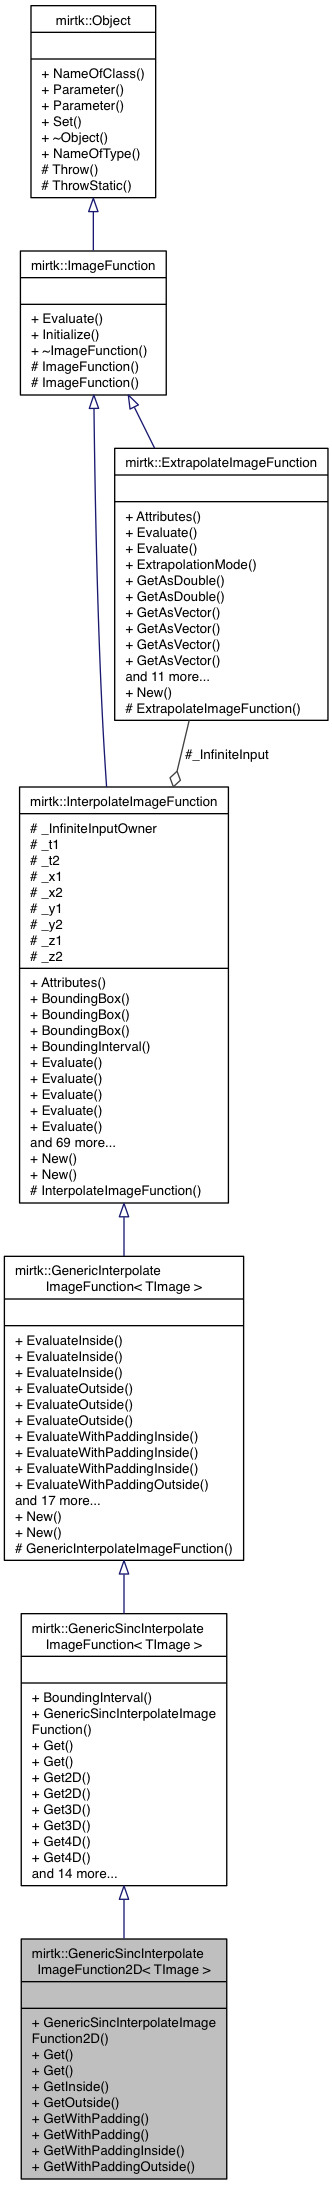 mirtk::Object
+ NameOfClass()
+ Parameter()
+ Parameter()
+ Set()
+ ~Object()
+ NameOfType()
# Throw()
# ThrowStatic()
mirtk::ImageFunction
+ Evaluate()
+ Initialize()
+ ~ImageFunction()
# ImageFunction()
# ImageFunction()
mirtk::ExtrapolateImageFunction
+ Attributes()
+ Evaluate()
+ Evaluate()
+ ExtrapolationMode()
+ GetAsDouble()
+ GetAsDouble()
+ GetAsVector()
+ GetAsVector()
+ GetAsVector()
+ GetAsVector()
and 11 more...
+ New()
# ExtrapolateImageFunction()
#_InfiniteInput
mirtk::InterpolateImageFunction
# _InfiniteInputOwner
# _t1
# _t2
# _x1
# _x2
# _y1
# _y2
# _z1
# _z2
+ Attributes()
+ BoundingBox()
+ BoundingBox()
+ BoundingBox()
+ BoundingInterval()
+ Evaluate()
+ Evaluate()
+ Evaluate()
+ Evaluate()
+ Evaluate()
and 69 more...
+ New()
+ New()
# InterpolateImageFunction()
mirtk::GenericInterpolate
ImageFunction< TImage >
+ EvaluateInside()
+ EvaluateInside()
+ EvaluateInside()
+ EvaluateOutside()
+ EvaluateOutside()
+ EvaluateOutside()
+ EvaluateWithPaddingInside()
+ EvaluateWithPaddingInside()
+ EvaluateWithPaddingInside()
+ EvaluateWithPaddingOutside()
and 17 more...
+ New()
+ New()
# GenericInterpolateImageFunction()
mirtk::GenericSincInterpolate
ImageFunction< TImage >
+ BoundingInterval()
+ GenericSincInterpolateImage
Function()
+ Get()
+ Get()
+ Get2D()
+ Get2D()
+ Get3D()
+ Get3D()
+ Get4D()
+ Get4D()
and 14 more...
mirtk::GenericSincInterpolate
ImageFunction2D< TImage >
+ GenericSincInterpolateImage
Function2D()
+ Get()
+ Get()
+ GetInside()
+ GetOutside()
+ GetWithPadding()
+ GetWithPadding()
+ GetWithPaddingInside()
+ GetWithPaddingOutside()